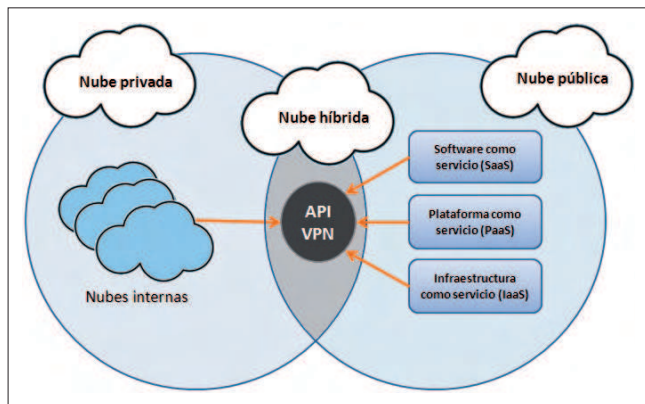 Nube privada
Nube híbrida
Nube pública
Software como
servicio (SaaS)
Plataforma como
servicio (PaaS)
Infraestructura
como servicio (IaaS)
API
VPN
Nubes internas